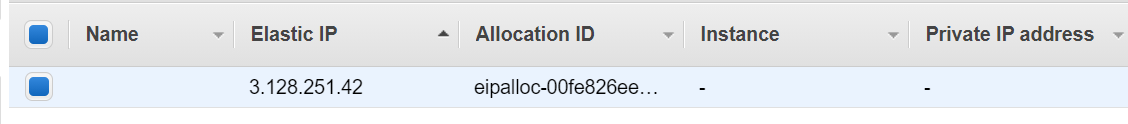 Name Elastic IP Allocation ID Instance Private IP address
3.128.251.42 eipalloc-00fe826ee... - -